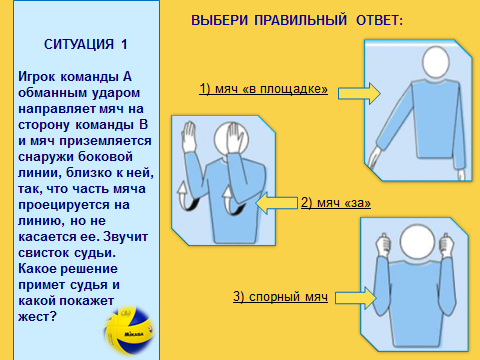 СИТУАЦИЯ 1
Игрок команды А
обманным ударом
направляет мяч на
сторону команды В
и мяч приземляется
снаружи боковой
линии, близко к ней,
так, что часть мяча
проецируется на
линию, но не
касается ее. Звучит
свисток судьи.
Какое решение
примет судья и
какой покажет
жест?
MIKASA
ВЫБЕРИ ПРАВИЛЬНЫЙ ОТВЕТ:
1) мяч «в площадке»
2) мяч «за»
3) спорный мяч